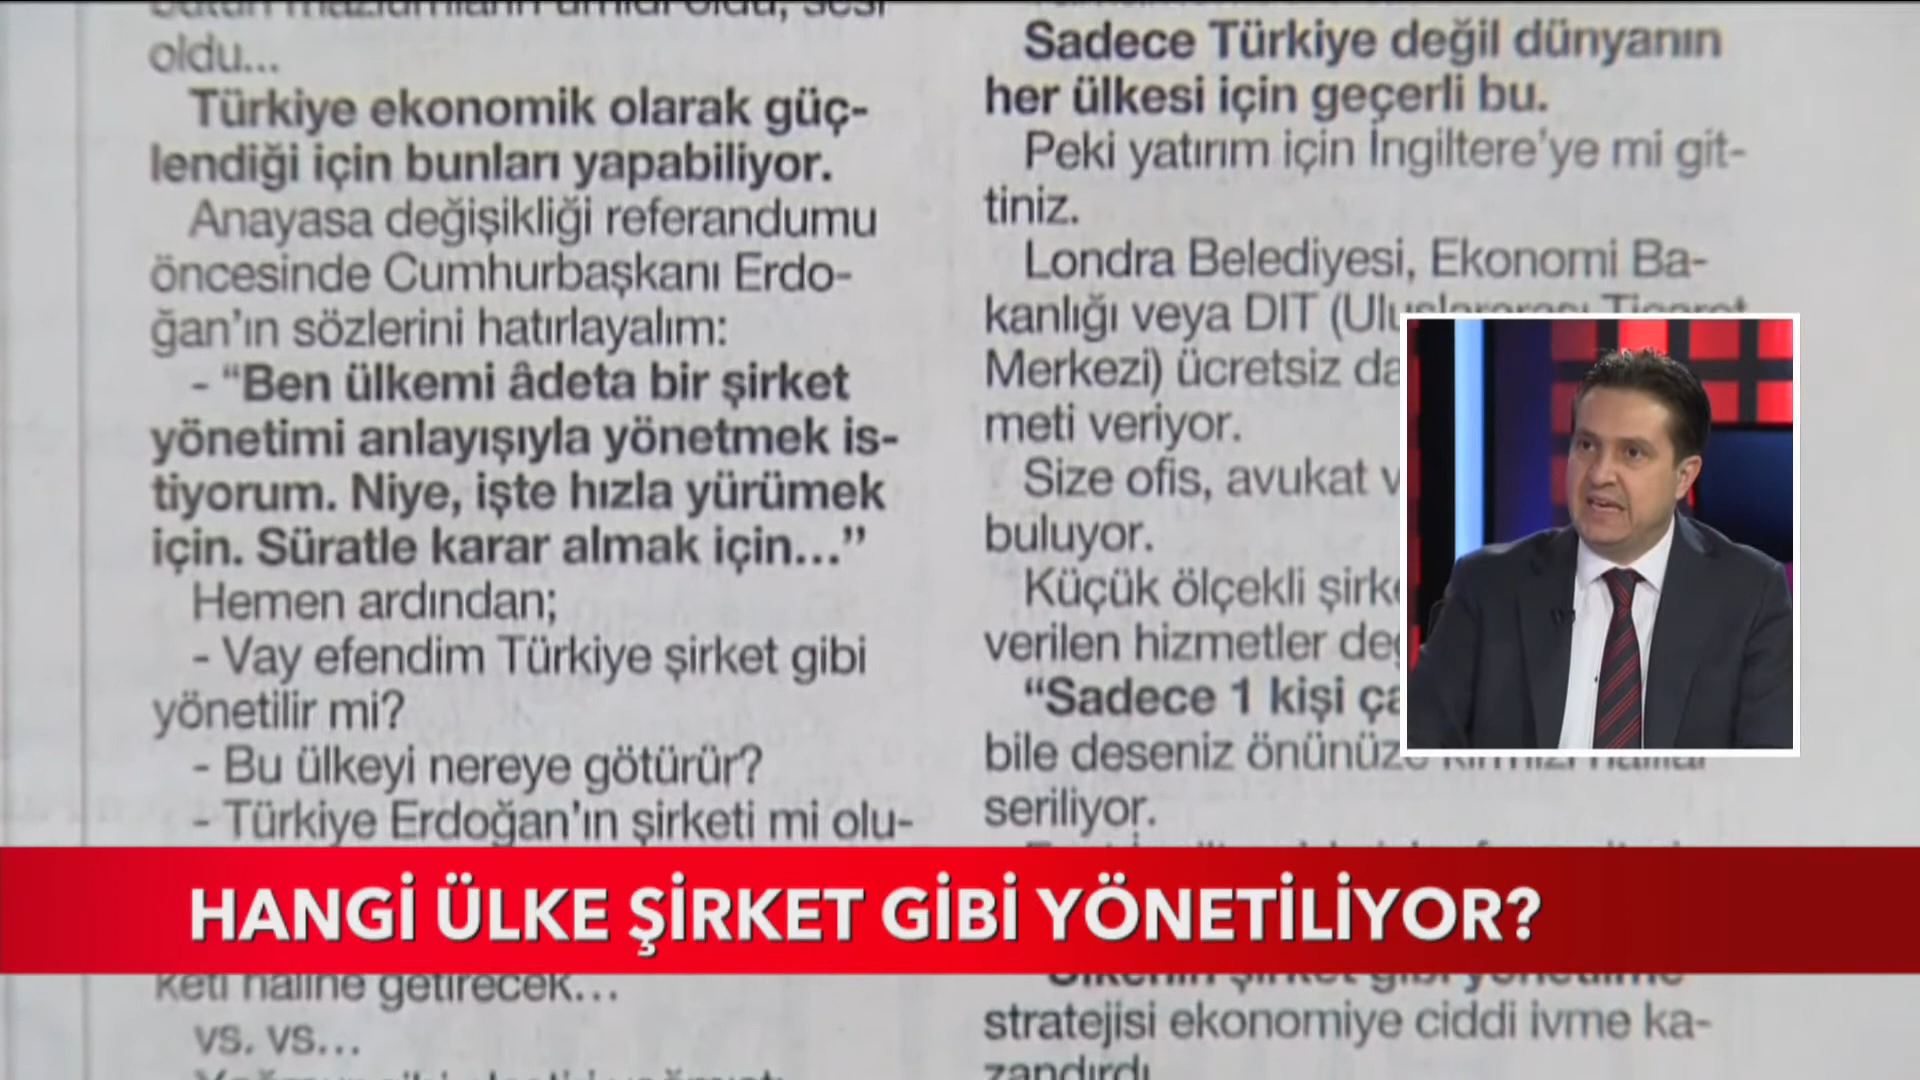 oldu...
Türkiye ekonomik olarak güç-
lendiği için bunları yapabiliyor.
Anayasa değişikliği referandumu
öncesinde Cumhurbaşkanı Erdo-
ğan'ın sözlerini hatırlayalım:
- “Ben ülkemi âdeta bir şirket
yönetimi anlayışıyla yönetmek is-
tiyorum. Niye, işte hızla yürümek
için. Süratle karar almak için...”
Hemen ardından;
- Vay efendim Türkiye şirket gibi
yönetilir mi?
- Bu ülkeyi nereye götürür?
- Türkiye Erdoğan'ın şirketi mi olu-
keti haline getirecek...
vs. vs...
Sadece Türkiye değil dünyanın
her ülkesi için geçerli bu.
Peki yatırım için İngiltere'ye mi git-
tiniz.
Londra Belediyesi, Ekonomi Ba-
kanlığı veya DIT (Uluslararası Ticaret
Merkezi) ücretsiz
meti veriyor.
Size ofis, avukat
buluyor.
Küçük ölçekli
verilen hizmetler
“Sadece 1 kişi
bile deseniz önünüze kırmızı halılar
seriliyor.
Ülkenin şirket gibi yönetilme
stratejisi ekonomiye ciddi ivme ka-
zandırdı.
HANGİ ÜLKE ŞİRKET GİBİ YÖNETİLİYOR?